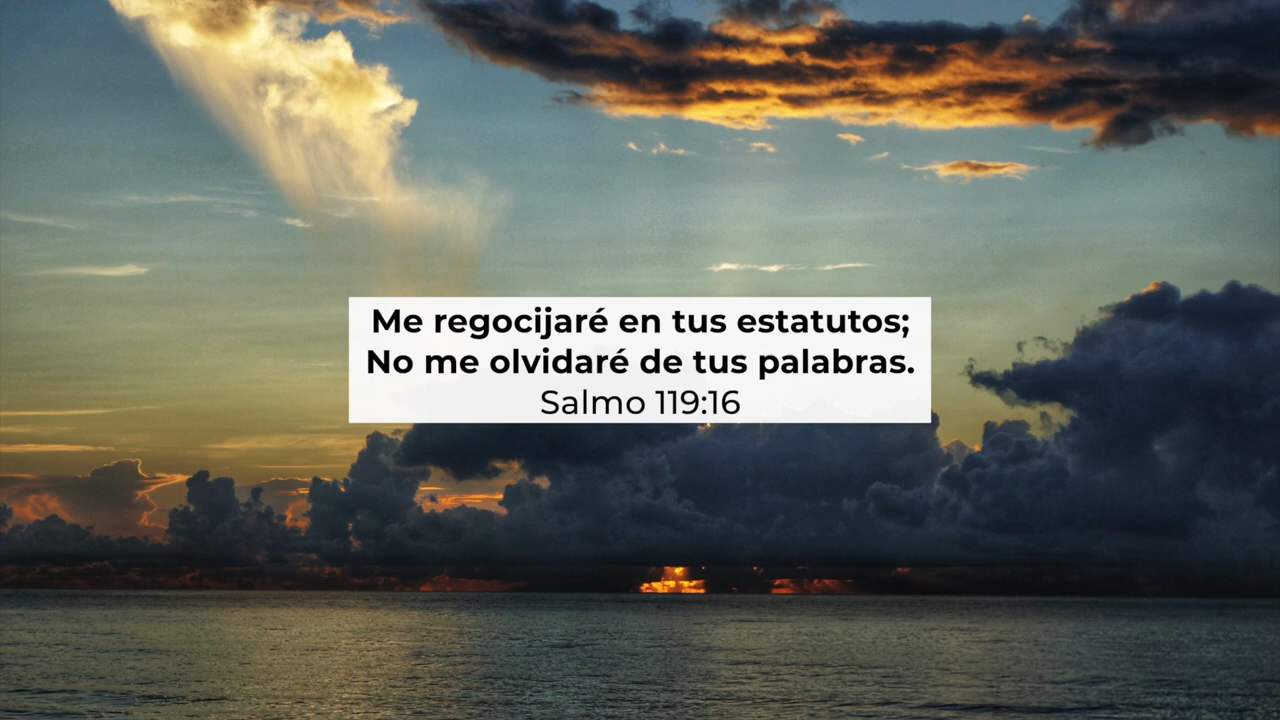 Me regocijaré en tus estatutos;
No me olvidaré de tus palabras.
Salmo 119:16